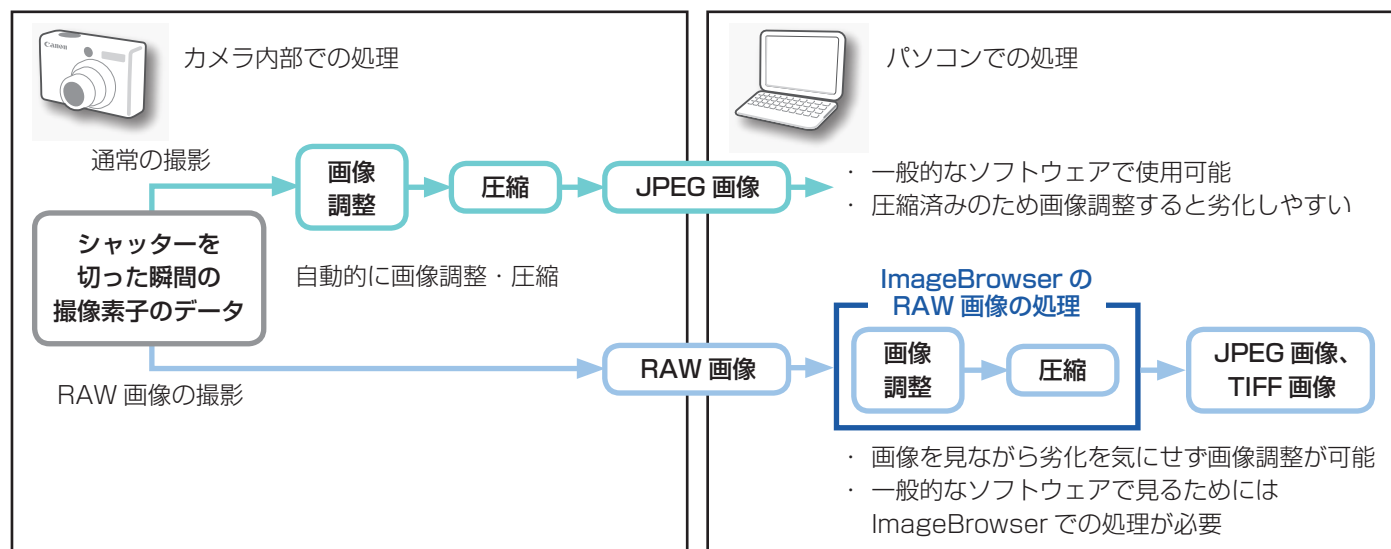 Canon
カメラ内部での処理
通常の撮影
画像
調整
圧縮
JPEG 画像
シャッターを
切った瞬間の
撮像素子のデータ
自動的に画像調整・圧縮
RAW 画像
RAW 画像の撮影
パソコンでの処理
・ 一般的なソフトウェアで使用可能
・ 圧縮済みのため画像調整すると劣化しやすい
ImageBrowser の
RAW 画像の処理
画像
調整
圧縮
JPEG 画像、
TIFF 画像
・ 画像を見ながら劣化を気にせず画像調整が可能
・ 一般的なソフトウェアで見るためには
ImageBrowser での処理が必要